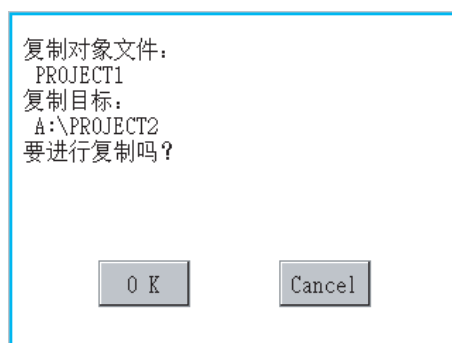 复制对象文件：
PROJECT1
复制目标：
A:\PROJECT2
要进行复制吗？
O K
Cancel